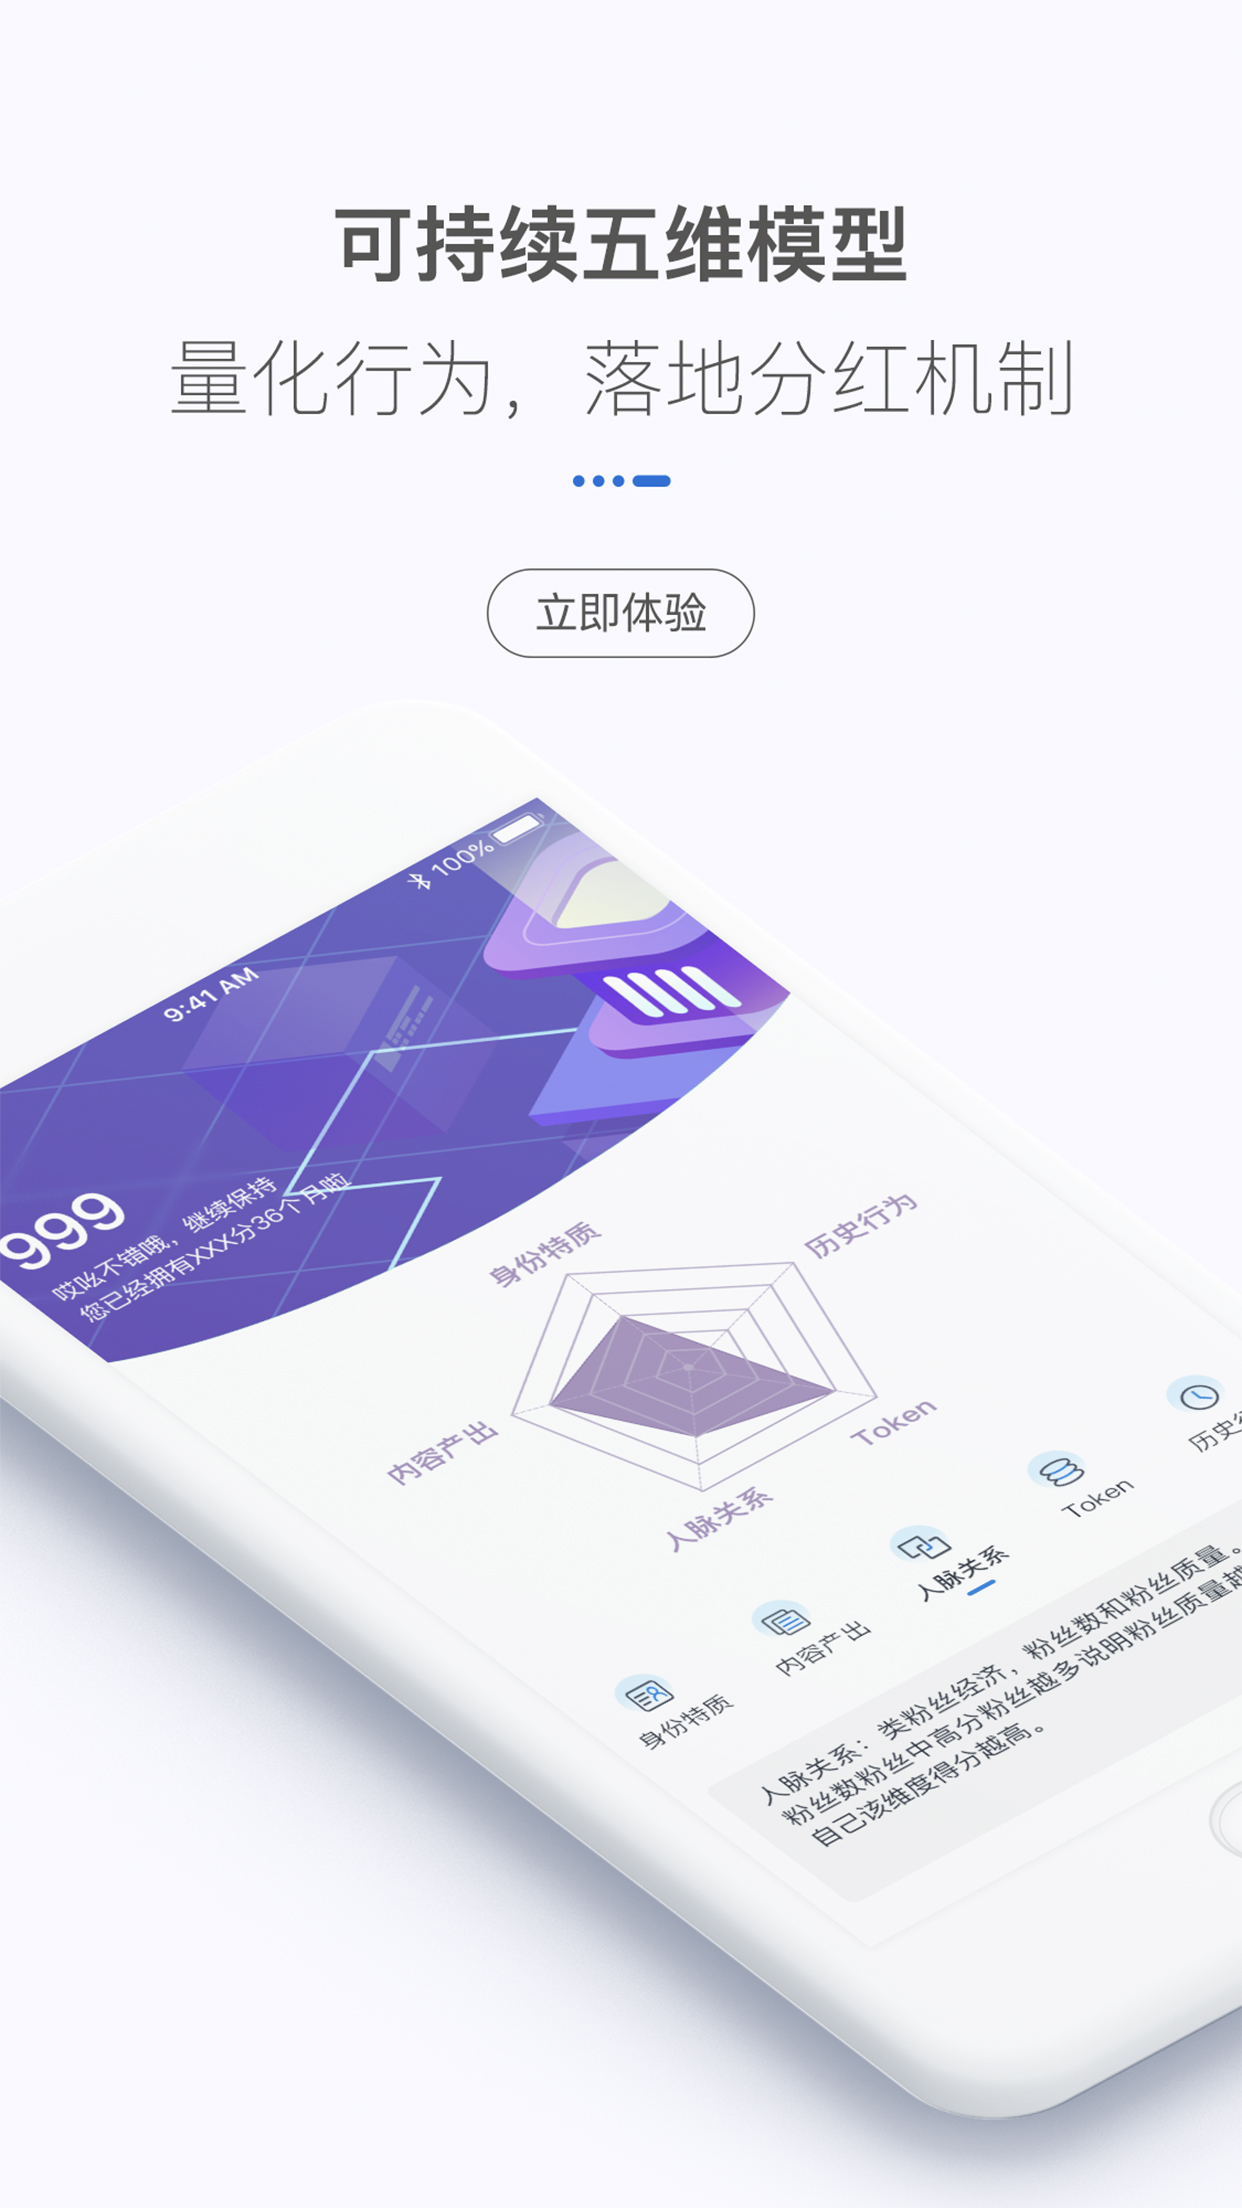 可持续五维模型
量化行为，落地分红机制
立即体验
9:41 AM
100%
999
哎吆不错哦，继续保持
您已经拥有XXX分36个月啦
身份特质
历史行为
内容产出
Token
人脉关系
身份特质
内容产出
人脉关系
Token
历史
人脉关系：类粉丝经济，粉丝数和粉丝质量。
粉丝数粉丝中高分粉丝越多说明粉丝质量越
自己该维度得分越高。